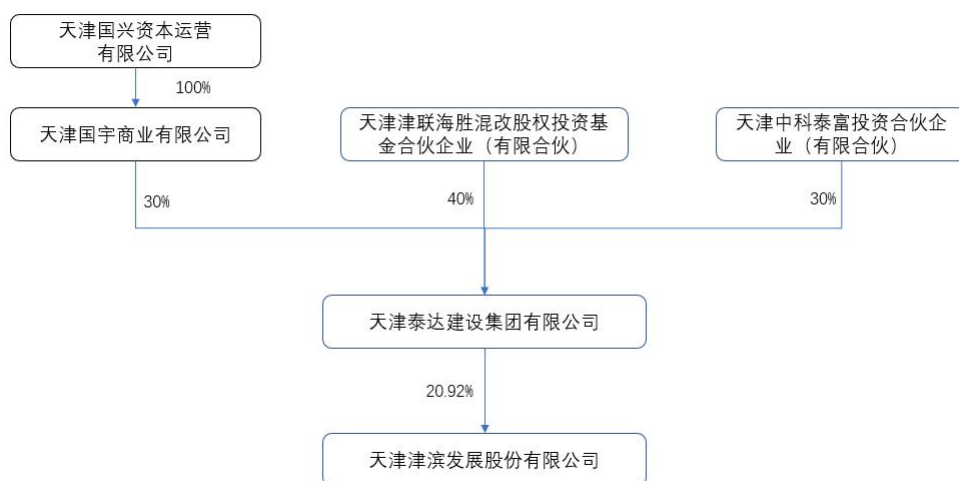 天津国兴资本运营
有限公司
100%
天津国宇商业有限公司
天津津联海胜混改股权投资基
金合伙企业（有限合伙）
天津中科泰富投资合伙企
业（有限合伙）
30%
40%
30%
天津泰达建设集团有限公司
20.92%
天津津滨发展股份有限公司